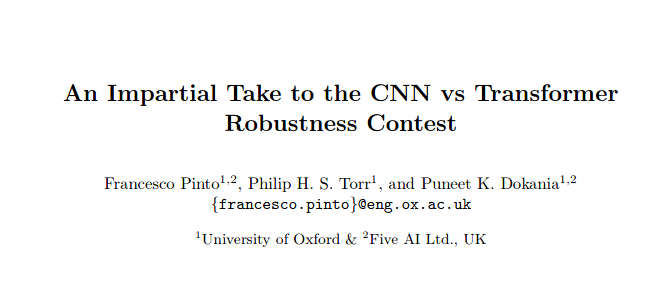 An Impartial Take to the CNN vs Transformer
Robustness Contest
Francesco Pinto1,2, Philip H. S. Torr1, and Puneet K. Dokania1,2
{francesco.pinto}@eng.ox.ac.uk
1University of Oxford & 2Five AI Ltd., UK